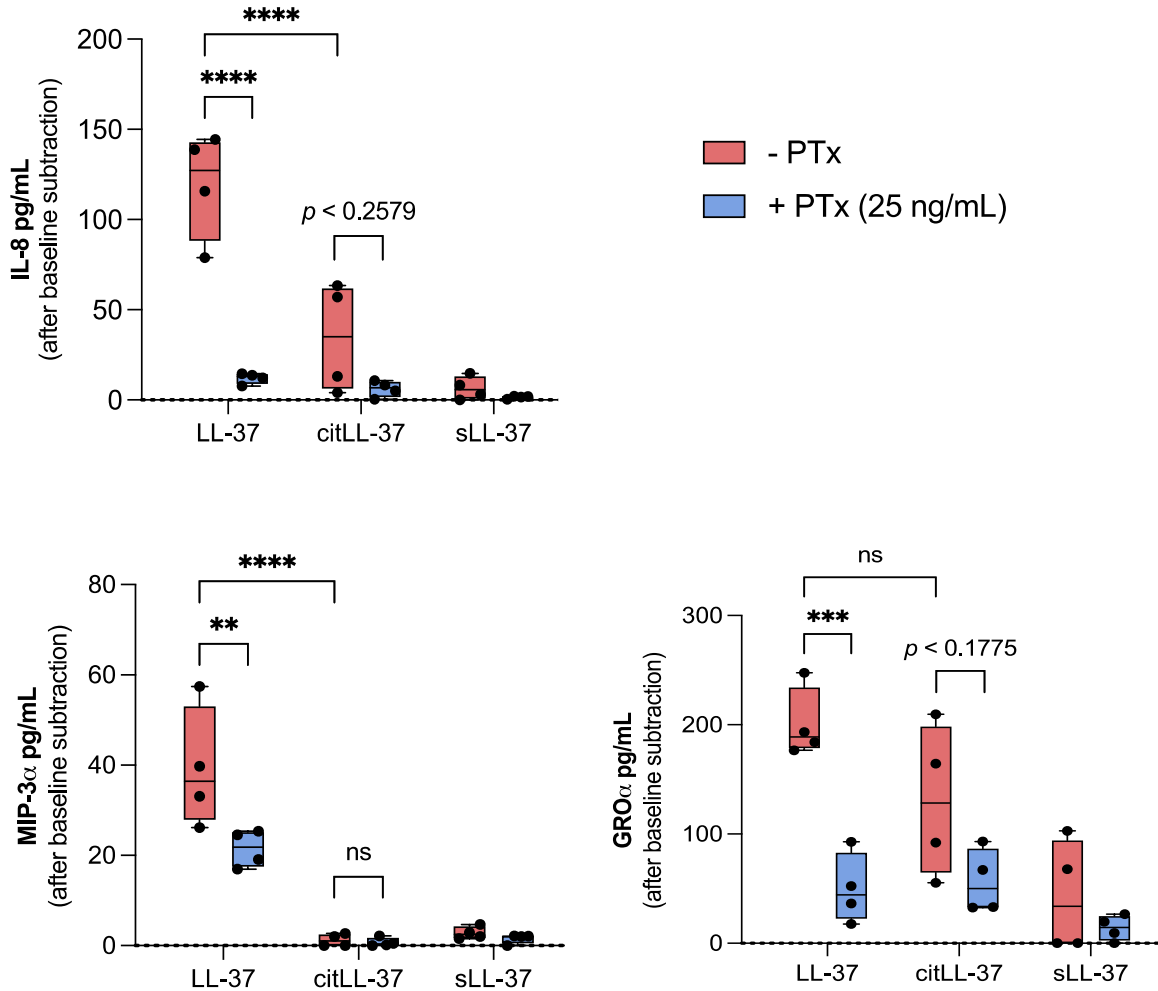 ****
****
p < 0.2579
200
150
100
50
0
IL-8 pg/mL
(after baseline subtraction)
LL-37 citLL-37 sLL-37
- PTx
+ PTx (25 ng/mL)
****
**
ns
80
60
40
20
0
MIP-3α pg/mL
(after baseline subtraction)
LL-37 citLL-37 sLL-37
ns
***
p < 0.1775
300
200
100
0
GROα pg/mL
(after baseline subtraction)
LL-37 citLL-37 sLL-37